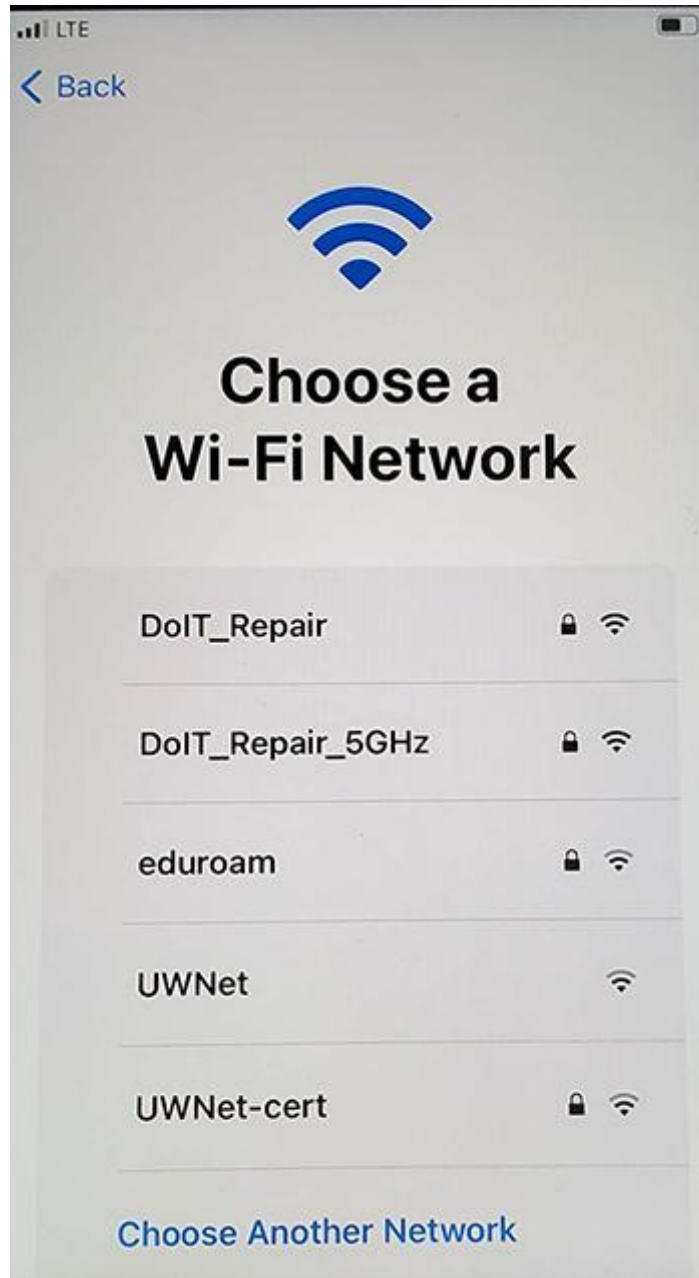 LTE
Back
Choose a
Wi-Fi Network
DoIT_Repair
DoIT_Repair_5GHz
eduroam
UWNet
UWNet-cert
Choose Another Network